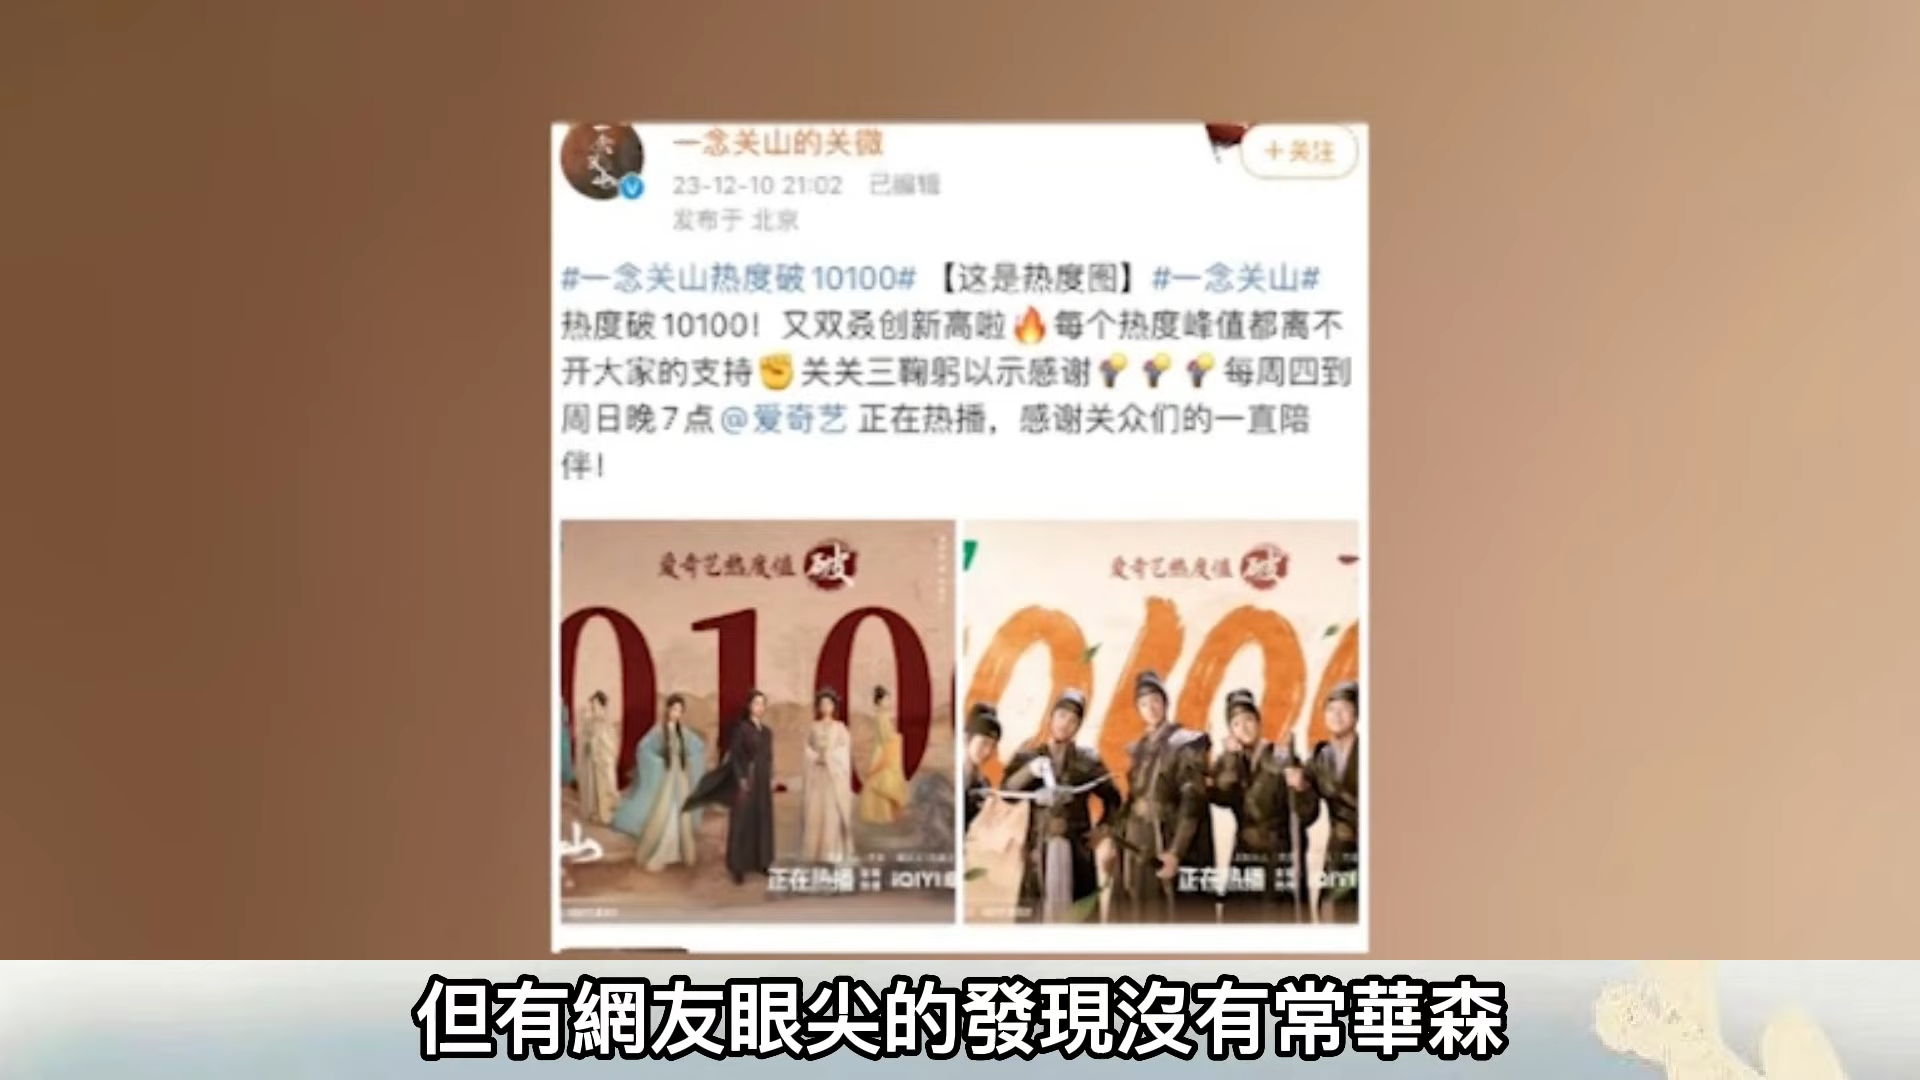 一念关山的关微
23-12-10 21:02 已编辑
发布于 北京
+关注
#一念关山热度破10100# 【这是热度图】#一念关山#
热度破10100！又双叒创新高啦🔥每个热度峰值都离不
开大家的支持✊关关三鞠躬以示感谢💐💐💐每周四到
周日晚7点@爱奇艺 正在热播，感谢关众们的一直陪
伴！
爱奇艺热度值 破
010
山
正在热播 iQIYI
爱奇艺热度值 破
0100
正在热播 iQIYI
但有網友眼尖的發現沒有常華森